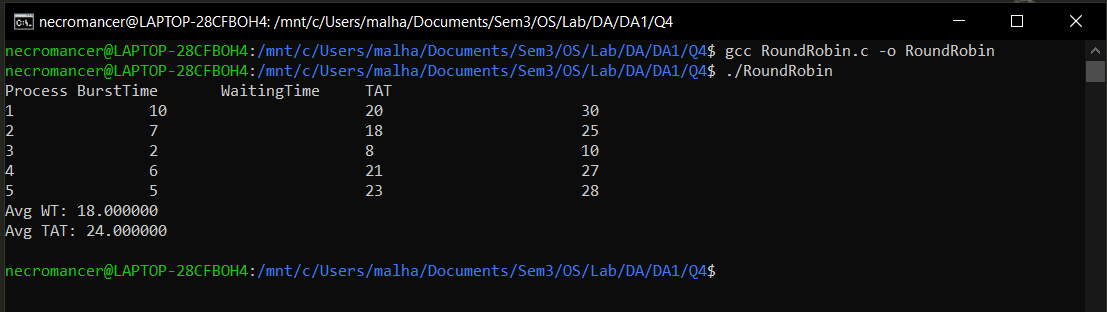 necromancer@LAPTOP-28CFBOH4: /mnt/c/Users/malha/Documents/Sem3/OS/Lab/DA/DA1/Q4
necromancer@LAPTOP-28CFBOH4:/mnt/c/Users/malha/Documents/Sem3/OS/Lab/DA/DA1/Q4$ gcc RoundRobin.c -o RoundRobin
necromancer@LAPTOP-28CFBOH4:/mnt/c/Users/malha/Documents/Sem3/OS/Lab/DA/DA1/Q4$ ./RoundRobin
Process BurstTime       WaitingTime     TAT
1               10                      20                      30
2               7                       18                      25
3               2                       8                       10
4               6                       21                      27
5               5                       23                      28
Avg WT: 18.000000
Avg TAT: 24.000000
necromancer@LAPTOP-28CFBOH4:/mnt/c/Users/malha/Documents/Sem3/OS/Lab/DA/DA1/Q4$